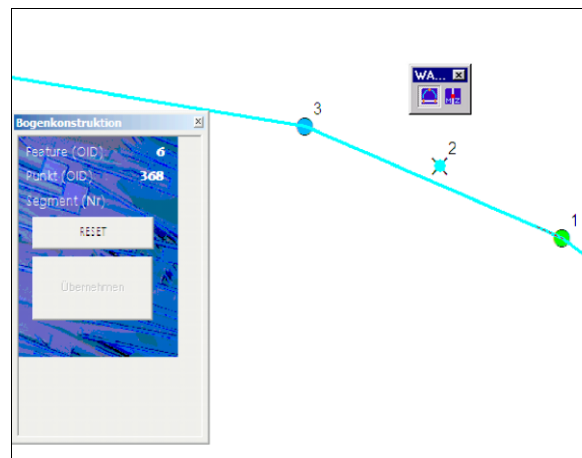 WA...
3
Bogenkonstruktion
2
Feature (OID) 6
Punkt (OID) 368
Segment (Nr)
1
RESET
Übernehmen